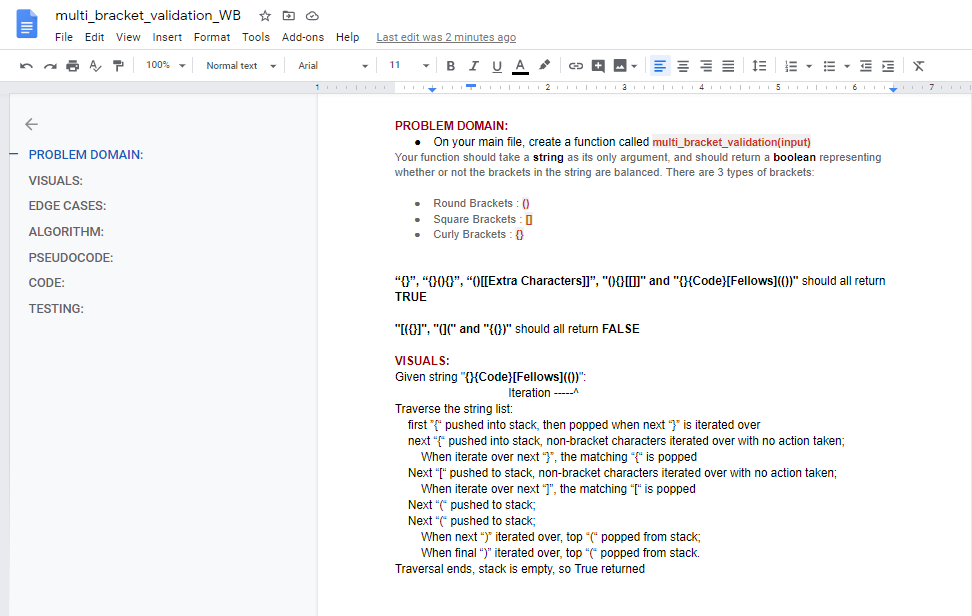 multi_bracket_validation_WB
File Edit View Insert Format Tools Add-ons Help Last edit was 2 minutes ago
100% Normal text Arial 11 B I U A
1 1 2 3 4 5 6 7
PROBLEM DOMAIN:
VISUALS:
EDGE CASES:
ALGORITHM:
PSEUDOCODE:
CODE:
TESTING:
PROBLEM DOMAIN:
● On your main file, create a function called multi_bracket_validation(input)
Your function should take a string as its only argument, and should return a boolean representing
whether or not the brackets in the string are balanced. There are 3 types of brackets:
● Round Brackets : ()
● Square Brackets : []
● Curly Brackets : {}
“{}”, “{}(){}”, “()[[Extra Characters]]”, "(){}[[]]" and "{}{Code}[Fellows](())" should all return
TRUE
"[({}]", "(](" and "{(})" should all return FALSE
VISUALS:
Given string "{}{Code}[Fellows](())":
Iteration -----^
Traverse the string list:
first ”{“ pushed into stack, then popped when next “}” is iterated over
next “{“ pushed into stack, non-bracket characters iterated over with no action taken;
When iterate over next “}”, the matching “{“ is popped
Next “[“ pushed to stack, non-bracket characters iterated over with no action taken;
When iterate over next “]”, the matching “[“ is popped
Next “(“ pushed to stack;
Next “(“ pushed to stack;
When next “)” iterated over, top “(“ popped from stack;
When final “)” iterated over, top “(“ popped from stack.
Traversal ends, stack is empty, so True returned